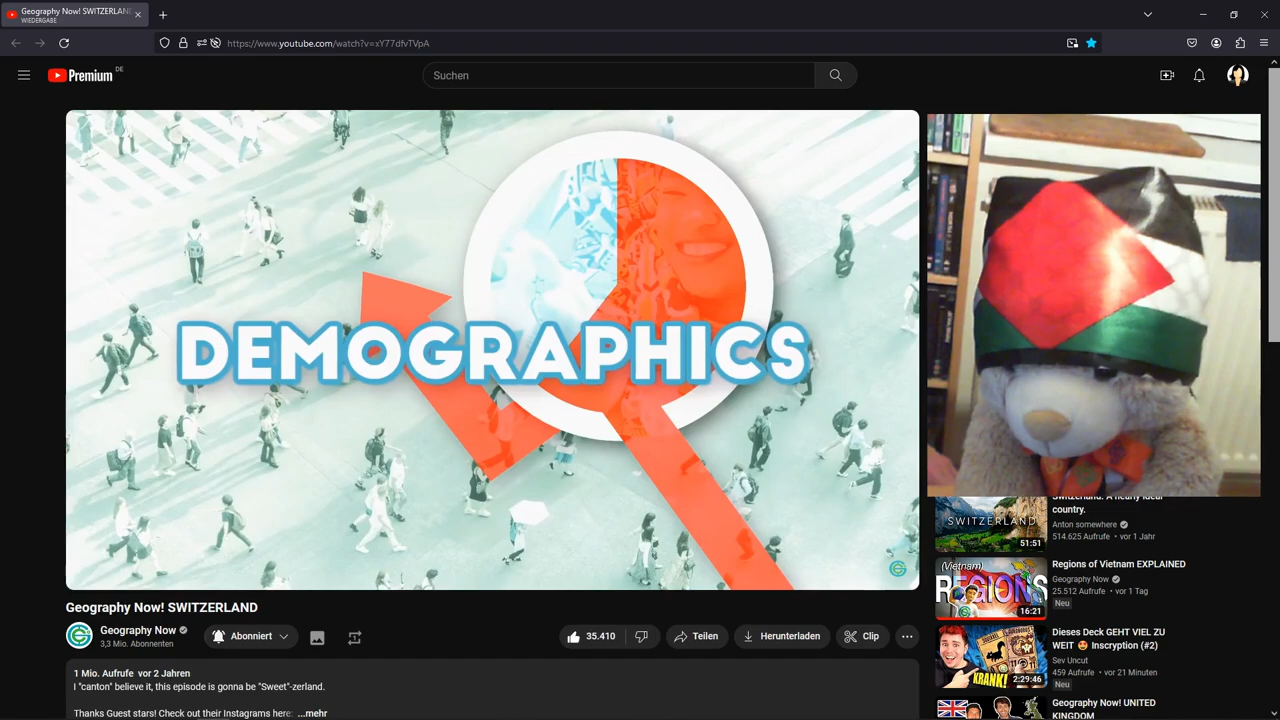 Geography Now! SWITZERLAND
WIEDERGABE
https://www.youtube.com/watch?v=xY77dfvTVpA
Premium DE
Suchen
DEMOGRAPHICS
Geography Now! SWITZERLAND
Geography Now
3,3 Mio. Abonnenten
Abonniert
35.410
Teilen
Herunterladen
Clip
1 Mio. Aufrufe vor 2 Jahren
I "canton" believe it, this episode is gonna be "Sweet"-zerland.
Thanks Guest stars! Check out their Instagrams here: ...mehr
SWITZERLAND
51:51
Switzerland: A nearly ideal
country.
Anton somewhere
514.625 Aufrufe • vor 1 Jahr
(Vietnam)
REGIONS
16:21
Regions of Vietnam EXPLAINED
Geography Now
25.512 Aufrufe • vor 1 Tag
Neu
KRANK!
2:29:46
Dieses Deck GEHT VIEL ZU
WEIT 🤩 Inscryption (#2)
Sev Uncut
459 Aufrufe • vor 21 Minuten
Neu
Geography Now! UNITED
KINGDOM